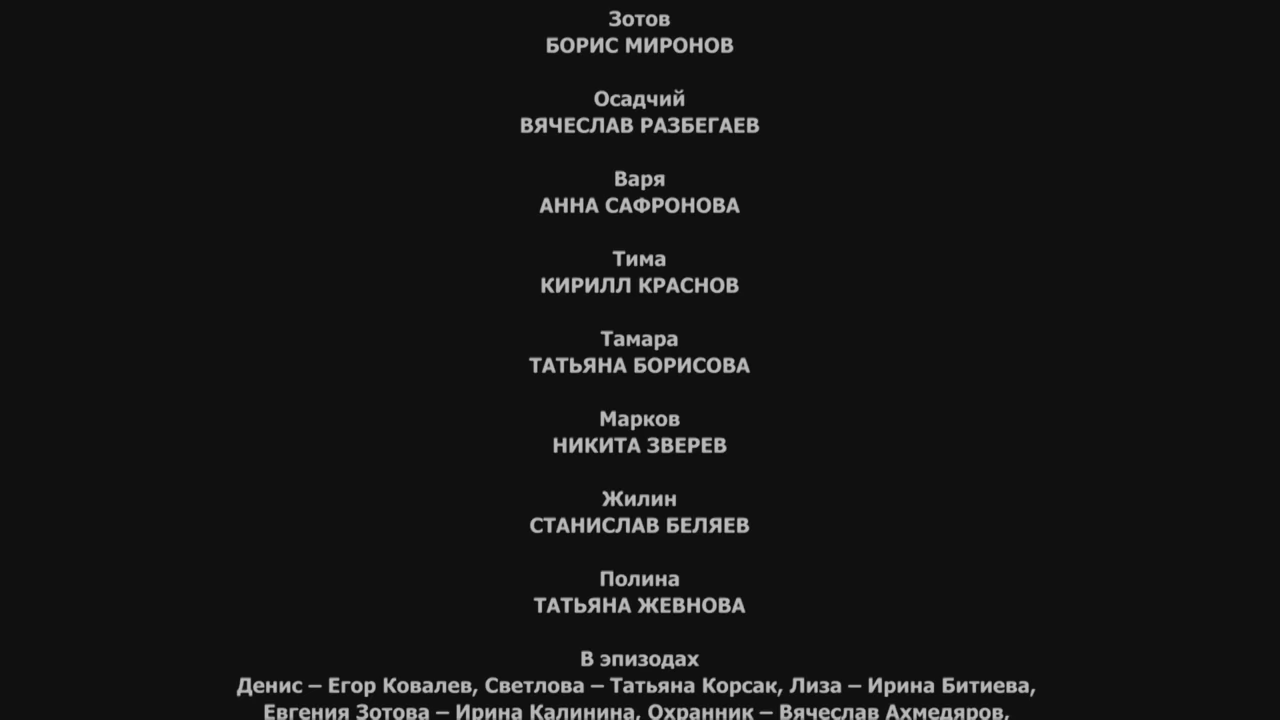 Зотов
БОРИС МИРОНОВ
Осадчий
ВЯЧЕСЛАВ РАЗБЕГАЕВ
Варя
АННА САФРОНОВА
Тима
КИРИЛЛ КРАСНОВ
Тамара
ТАТЬЯНА БОРИСОВА
Марков
НИКИТА ЗВЕРЕВ
Жилин
СТАНИСЛАВ БЕЛЯЕВ
Полина
ТАТЬЯНА ЖЕВНОВА
В эпизодах
Денис – Егор Ковалев, Светлова – Татьяна Корсак, Лиза – Ирина Битиева,
Евгения Зотова – Ирина Калинина, Охранник – Вячеслав Ахмедяров,